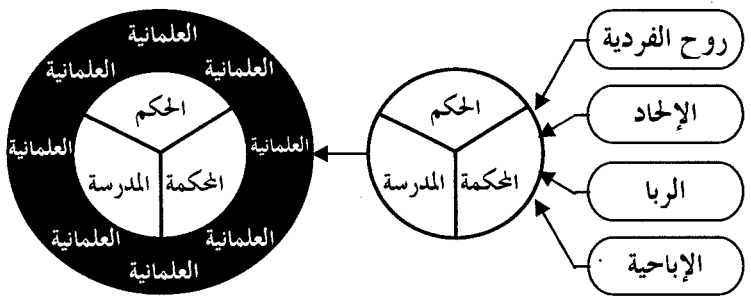 روح الفردية
الإلحاد
الربا
الإباحية
الحكم
المحكمة
المدرسة
العلمانية
العلمانية
العلمانية
العلمانية
العلمانية
العلمانية
العلمانية
العلمانية
الحكم
المحكمة
المدرسة